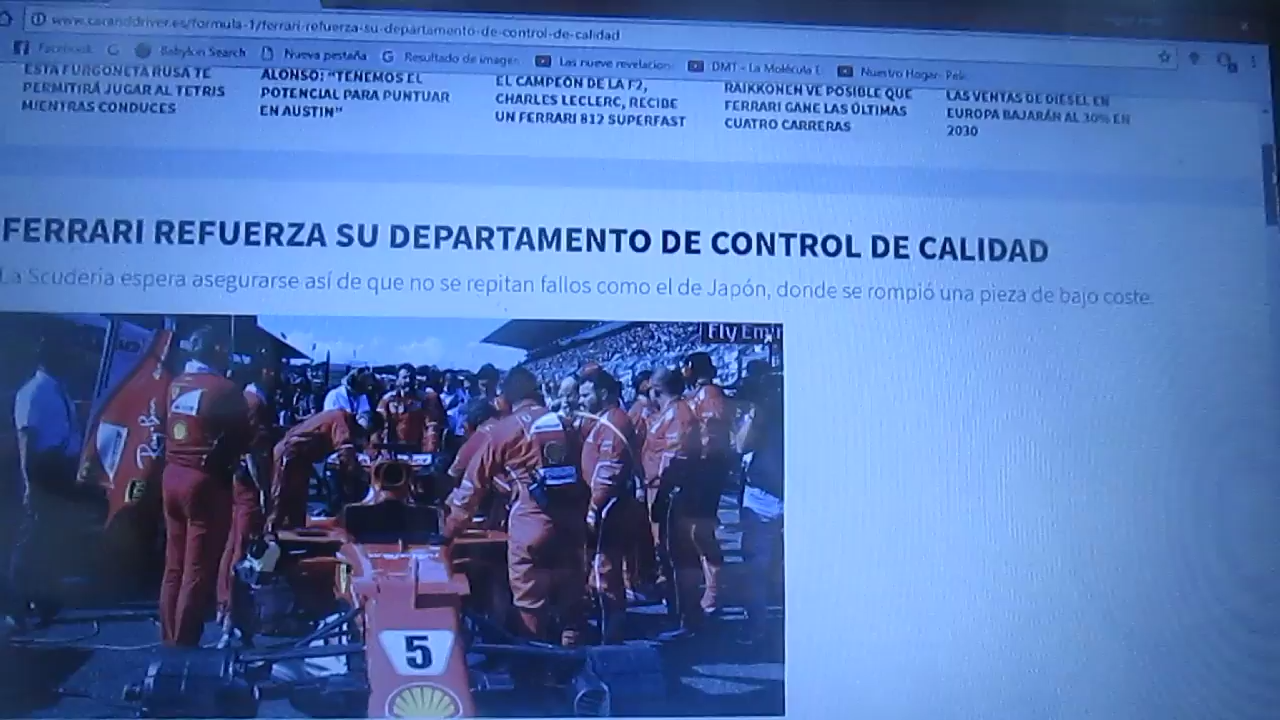 www.caranddriver.es/formula-1/ferrari-refuerza-su-departamento-de-control-de-calidad
Facebook G Babylon Search Nueva pestaña G Resultado de imagen Las nueve revelacion DMT - La Molécula Nuestro Hogar- Pelic
ESTA FURGONETA RUSA TE
PERMITIRÁ JUGAR AL TETRIS
MIENTRAS CONDUCES
ALONSO: "TENEMOS EL
POTENCIAL PARA PUNTUAR
EN AUSTIN"
EL CAMPEÓN DE LA F2,
CHARLES LECLERC, RECIBE
UN FERRARI 812 SUPERFAST
RAIKKONEN VE POSIBLE QUE
FERRARI GANE LAS ÚLTIMAS
CUATRO CARRERAS
LAS VENTAS DE DIESEL EN
EUROPA BAJARÁN AL 30% EN
2030
FERRARI REFUERZA SU DEPARTAMENTO DE CONTROL DE CALIDAD
La Scuderia espera asegurarse así de que no se repitan fallos como el de Japón, donde se rompió una pieza de bajo coste.
Fly Emir
Ray-Ban
5